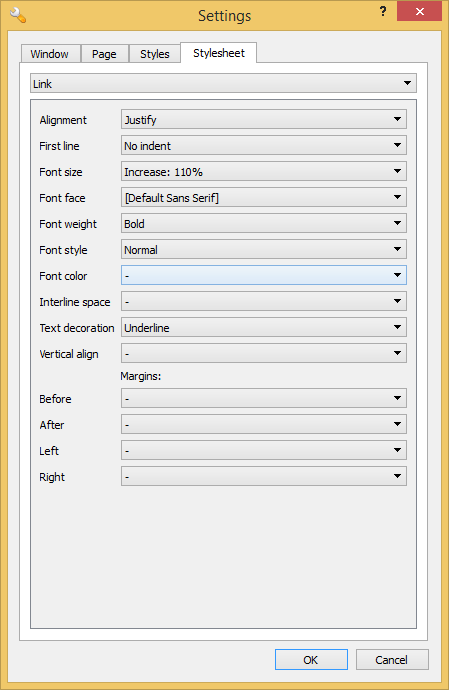 Settings
?
Window Page Styles Stylesheet
Link
Alignment Justify
First line No indent
Font size Increase: 110%
Font face [Default Sans Serif]
Font weight Bold
Font style Normal
Font color -
Interline space -
Text decoration Underline
Vertical align -
Margins:
Before -
After -
Left -
Right -
OK Cancel